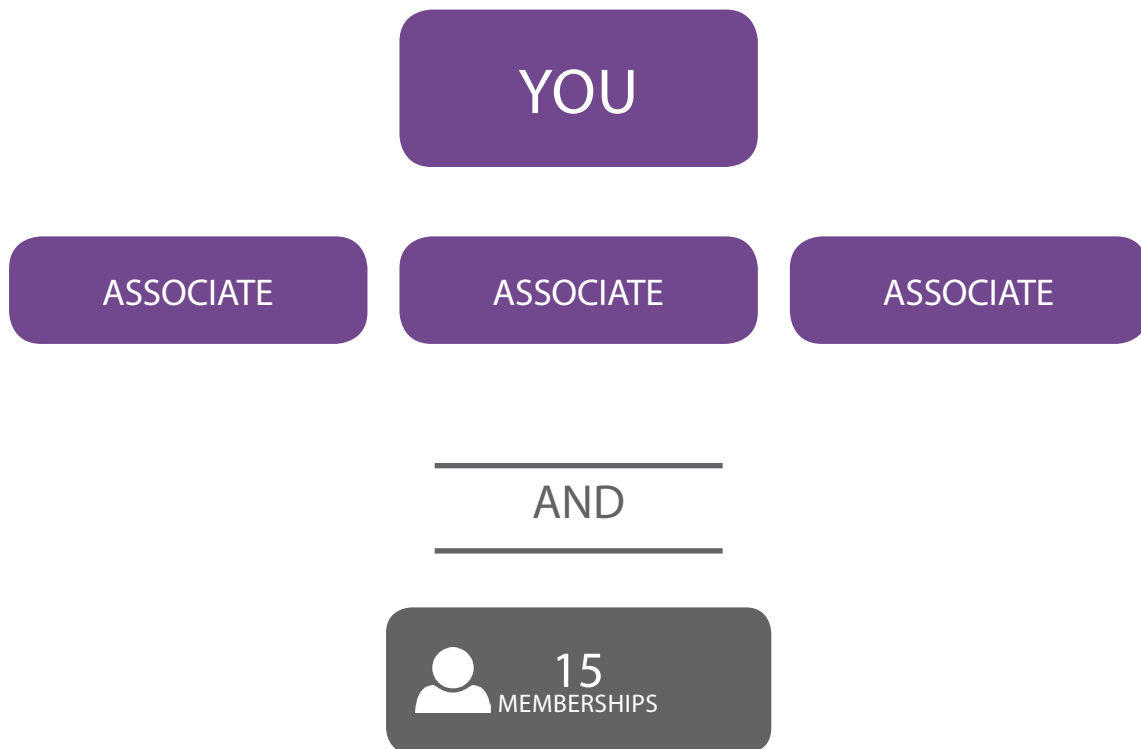 YOU
ASSOCIATE ASSOCIATE ASSOCIATE
AND
15
MEMBERSHIPS